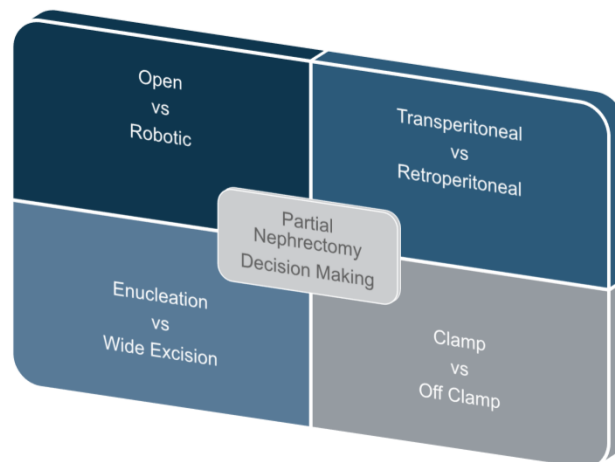 Open
vs
Robotic
Transperitoneal
vs
Retroperitoneal
Partial
Nephrectomy
Decision Making
Enucleation
vs
Wide Excision
Clamp
vs
Off Clamp